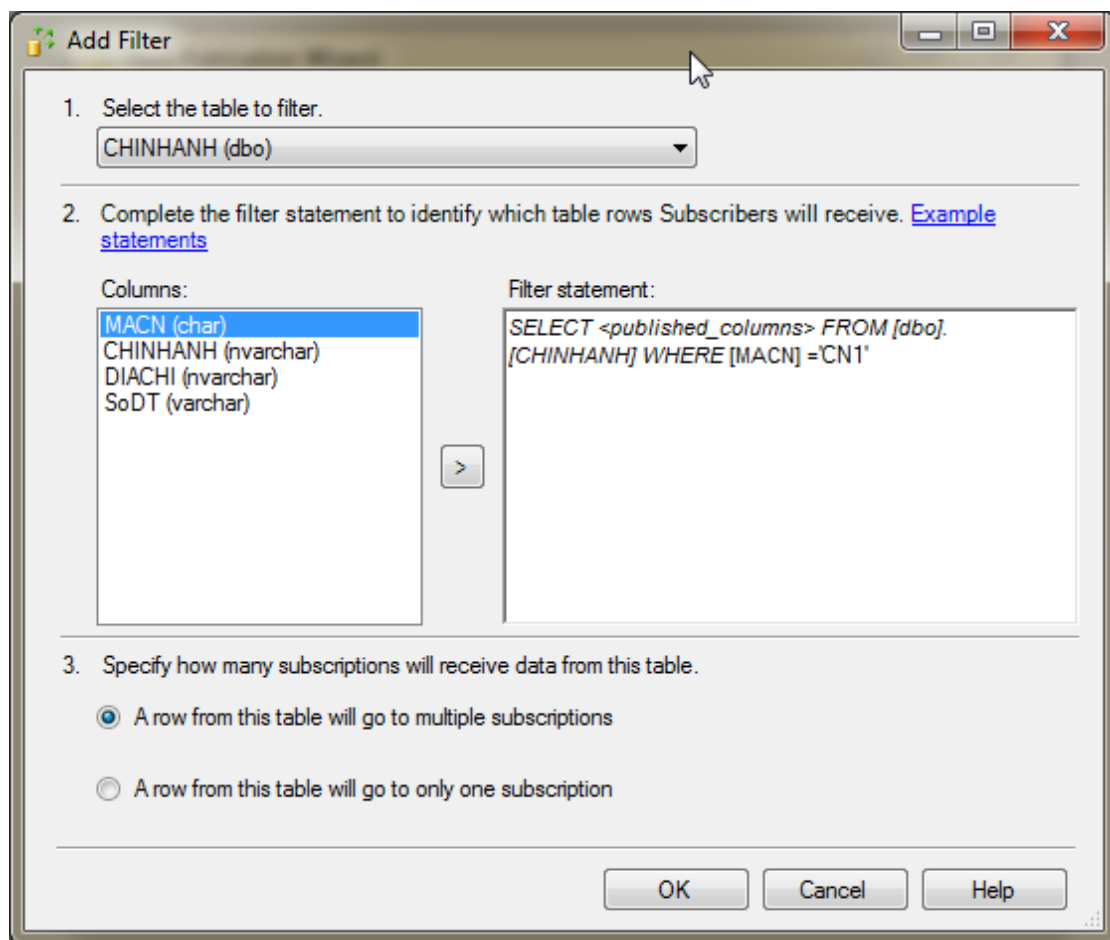 Add Filter
1. Select the table to filter.
CHINHANH (dbo)
2. Complete the filter statement to identify which table rows Subscribers will receive. Example
statements
Columns:
MACN (char)
CHINHANH (nvarchar)
DIACHI (nvarchar)
SoDT (varchar)
>
Filter statement:
SELECT <published_columns> FROM [dbo].
[CHINHANH] WHERE [MACN] ='CN1'
3. Specify how many subscriptions will receive data from this table.
A row from this table will go to multiple subscriptions
A row from this table will go to only one subscription
OK Cancel Help